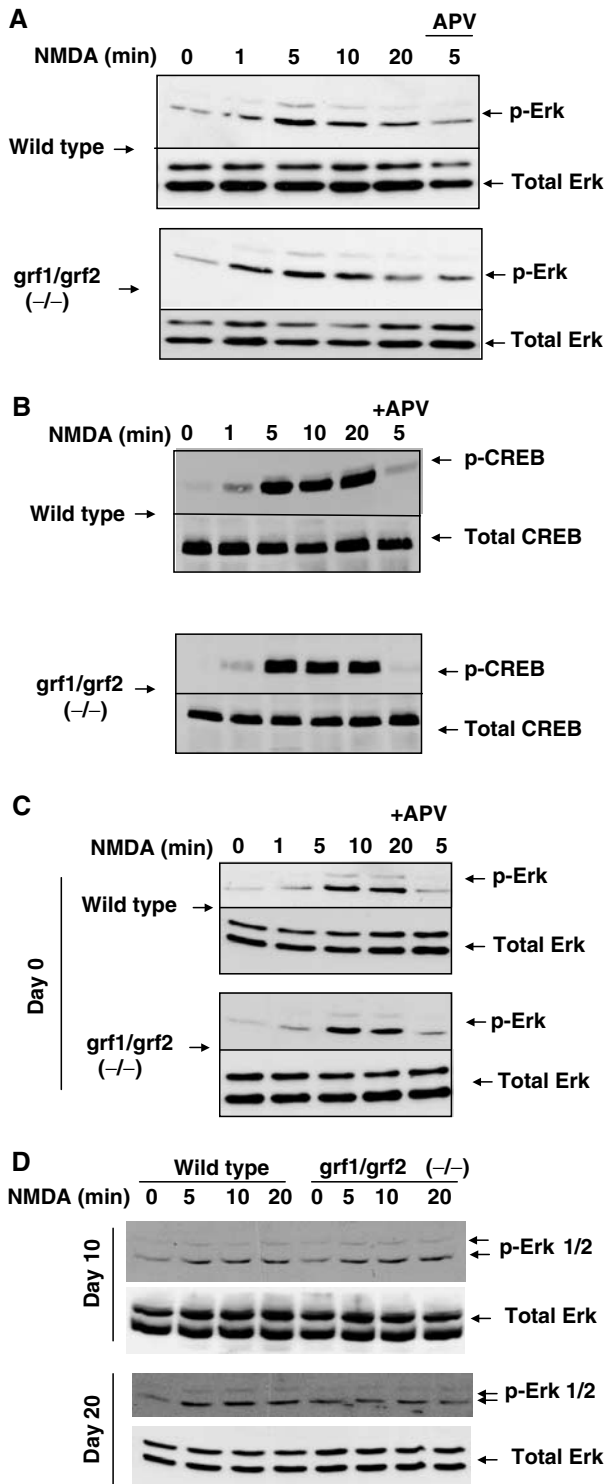 A
APV
NMDA (min) 0 1 5 10 20 5
← p-Erk
Wild type →
← Total Erk
grf1/grf2 →
(–/–)
← p-Erk
← Total Erk
B
+APV
NMDA (min) 0 1 5 10 20 5
← p-CREB
Wild type →
← Total CREB
grf1/grf2 →
(–/–)
← p-CREB
← Total CREB
C
+APV
NMDA (min) 0 1 5 10 20 5
Day 0
← p-Erk
Wild type →
← Total Erk
← p-Erk
grf1/grf2 →
(–/–)
← Total Erk
D
Wild type grf1/grf2 (–/–)
NMDA (min) 0 5 10 20 0 5 10 20
Day 10
p-Erk 1/2
← Total Erk
Day 20
p-Erk 1/2
← Total Erk